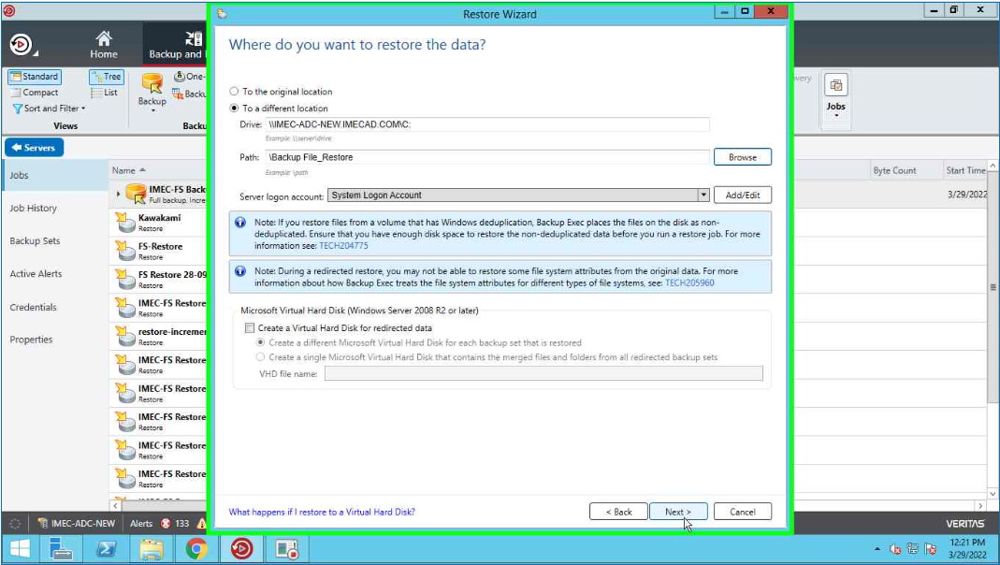 Restore Wizard
Home
Backup and
Standard
Tree
Compact
List
Sort and Filter
Views
Backup
One-
Backu
Backu
very
Jobs
Servers
Jobs
Job History
Backup Sets
Active Alerts
Credentials
Properties
Name
Byte Count
Start Time
IMEC-FS Back
Full backup, Incre
3/29/2022
Kawakami
Restore
FS-Restore
Restore
FS Restore 28-09
Restore
IMEC-FS Restore
Restore
restore-incremen
Restore
IMEC-FS Restore
Restore
IMEC-FS Restore
Restore
IMEC-FS Restore
Restore
IMEC-FS Restore
Restore
IMEC-FS Restore
Restore
IMEC-FS Restore
Where do you want to restore the data?
To the original location
To a different location
Drive: \\IMEC-ADC-NEW.IMECAD.COM\C:
Example: \\server\drive
Path: \Backup File_Restore
Browse
Example: \path
Server logon account: System Logon Account
Add/Edit
Note: If you restore files from a volume that has Windows deduplication, Backup Exec places the files on the disk as non-
deduplicated. Ensure that you have enough disk space to restore the non-deduplicated data before you run a restore job. For more
information see: TECH204775
Note: During a redirected restore, you may not be able to restore some file system attributes from the original data. For more
information about how Backup Exec treats the file system attributes for different types of file systems, see: TECH205960
Microsoft Virtual Hard Disk (Windows Server 2008 R2 or later)
Create a Virtual Hard Disk for redirected data
Create a different Microsoft Virtual Hard Disk for each backup set that is restored
Create a single Microsoft Virtual Hard Disk that contains the merged files and folders from all redirected backup sets
VHD file name:
What happens if I restore to a Virtual Hard Disk?
< Back
Next >
Cancel
IMEC-ADC-NEW
Alerts
133
VERITAS
12:21 PM
3/29/2022